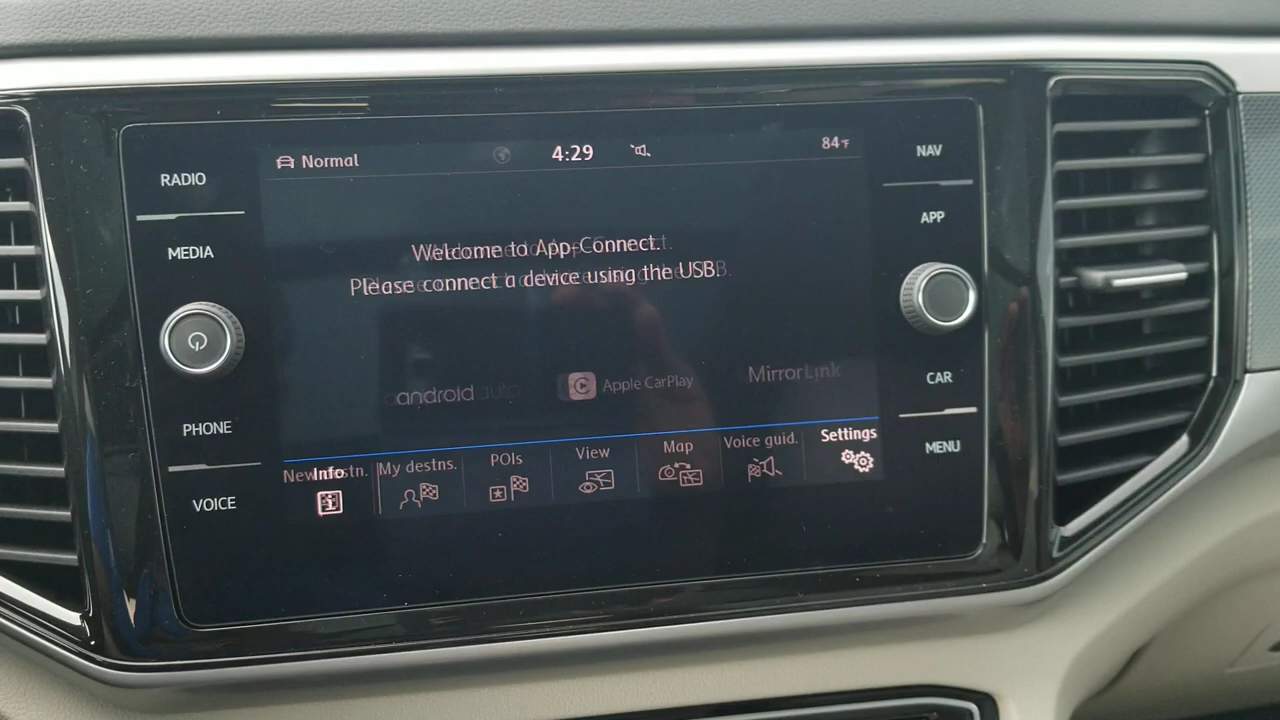 RADIO
MEDIA
PHONE
VOICE
Normal
4:29
84°F
Welcome to App-Connect.
Please connect a device using the USB.
android auto
Apple CarPlay
MirrorLink
Info
My destns.
POIs
View
Map
Voice guid.
Settings
NAV
APP
CAR
MENU